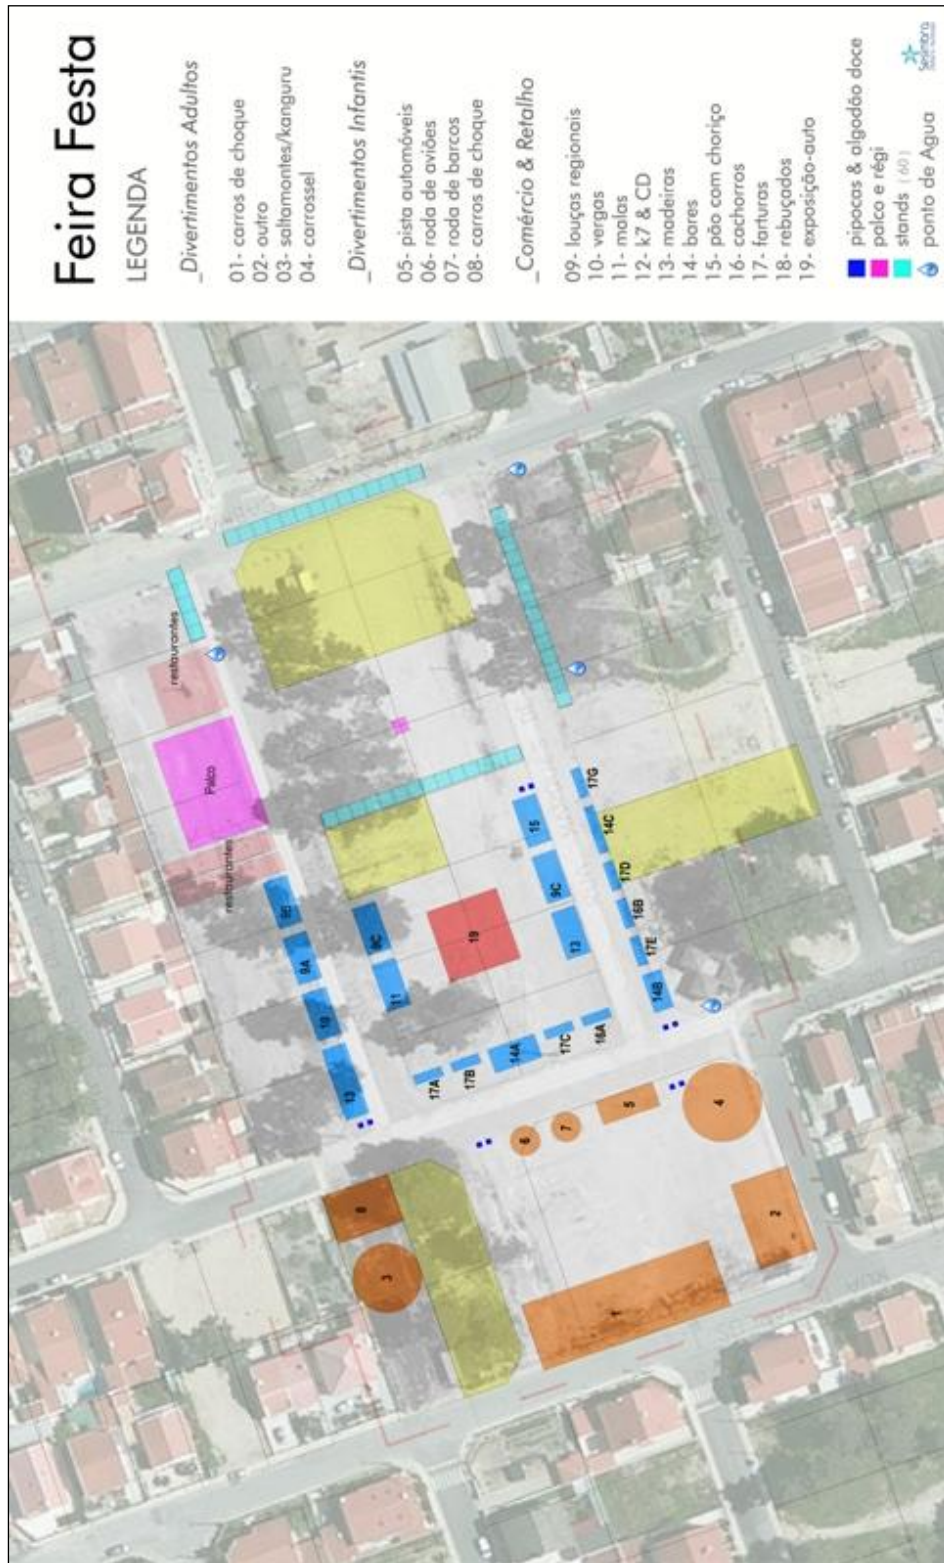 Feira Festa
LEGENDA
_Divertimentos Adultos
01- carros de choque
02- outro
03- saltamontes/kanguru
04- carrossel
_Divertimentos Infantis
05- pista automóveis
06- roda de aviões
07- roda de barcos
08- carros de choque
_Comércio & Retalho
09- louças regionais
10- vergas
11- malas
12- k7 & CD
13- madeiras
14- bares
15- pão com choriço
16- cachorros
17- farturas
18- rebuçados
19- exposição-auto
pipocas & algodão doce
palco e régi
stands ( 60 )
ponto de Agua
Sesimbra
restaurantes
Palco
restaurantes
9A
10
13
9C
11
19
15
9C
13
17G
14C
17D
16B
17E
14B
17A
17B
14A
17C
16A
8
3
6
7
5
4
1
2